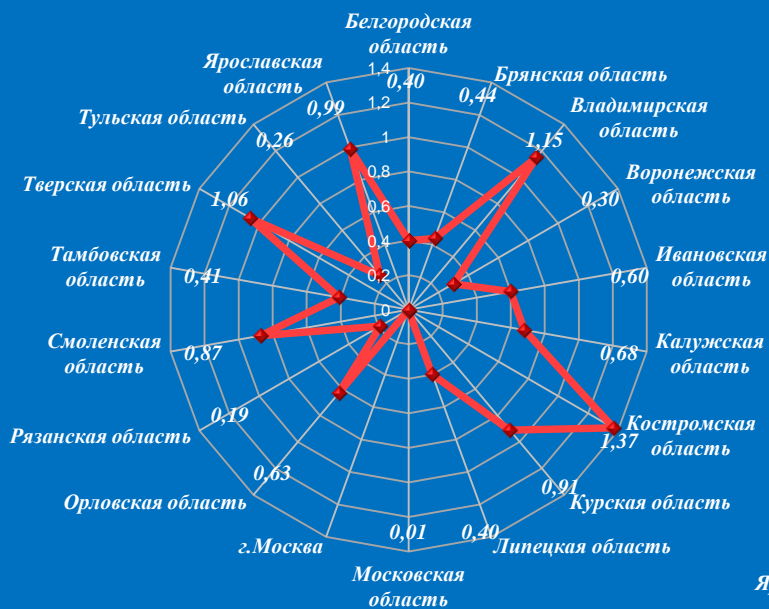 Белгородская
область
0,40
Брянская область
0,44
Владимирская
область
1,15
Воронежская
область
0,30
Ивановская
область
0,60
Калужская
область
0,68
Костромская
область
1,37
Курская область
0,91
Липецкая область
0,40
Московская
область
0,01
г.Москва
Орловская область
0,63
Рязанская область
0,19
Смоленская
область
0,87
Тамбовская
область
0,41
Тверская область
1,06
Тульская область
0,26
Ярославская
область
0,99
1,4
1,2
1
0,8
0,6
0,4
0,2
0